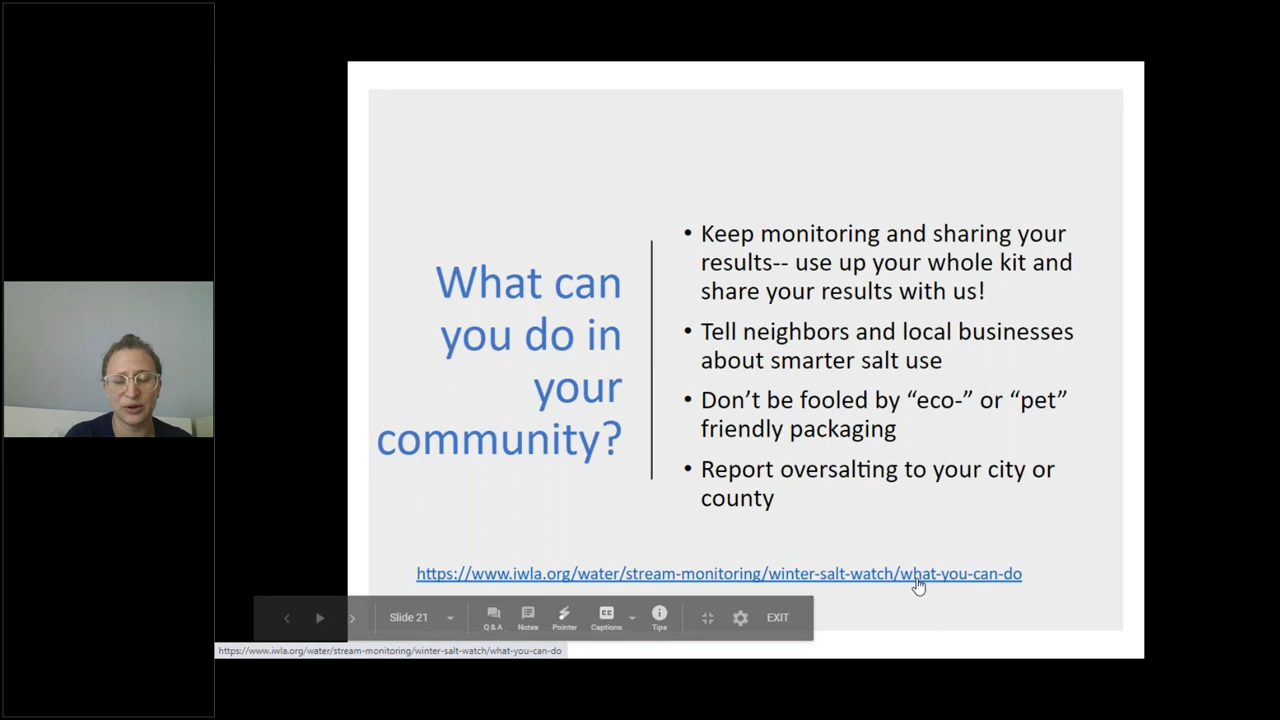 What can
you do in
your
community?
• Keep monitoring and sharing your
results-- use up your whole kit and
share your results with us!
• Tell neighbors and local businesses
about smarter salt use
• Don’t be fooled by “eco-” or “pet”
friendly packaging
• Report oversalting to your city or
county
https://www.iwla.org/water/stream-monitoring/winter-salt-watch/what-you-can-do
Slide 21
Q & A
Notes
Pointer
CC
Captions
Tips
EXIT
https://www.iwla.org/water/stream-monitoring/winter-salt-watch/what-you-can-do